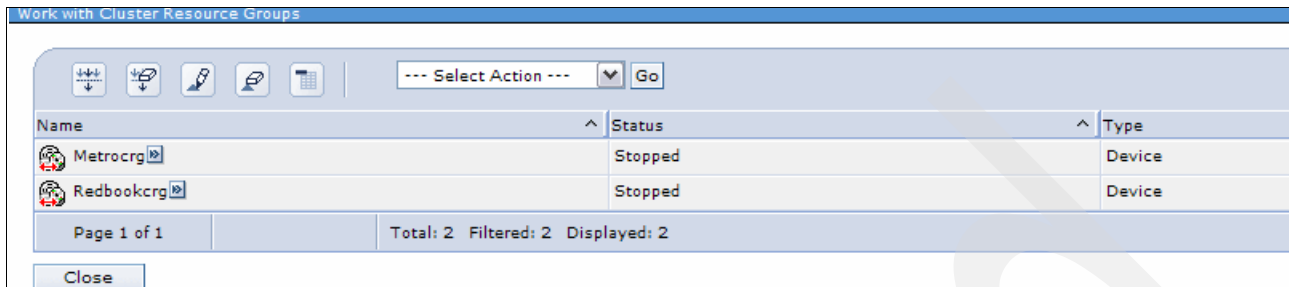 Work with Cluster Resource Groups
--- Select Action --- Go
Name Status Type
Metrocrg Stopped Device
Redbookcrg Stopped Device
Page 1 of 1 Total: 2 Filtered: 2 Displayed: 2
Close